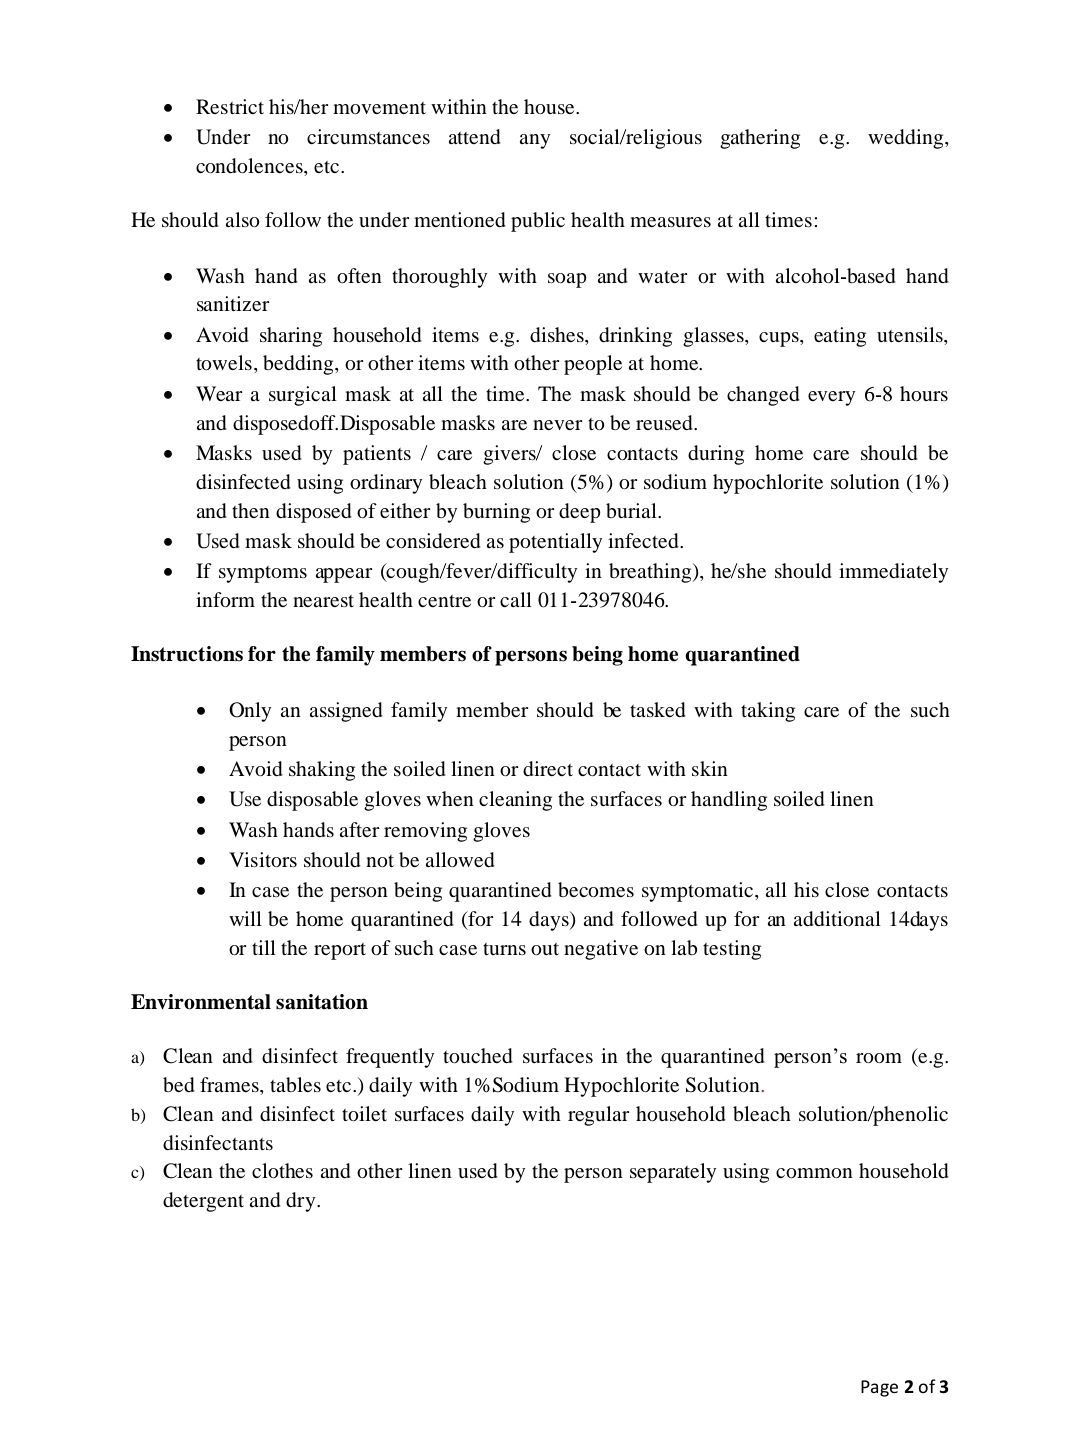 • Restrict his/her movement within the house.
• Under no circumstances attend any social/religious gathering e.g. wedding,
condolences, etc.
He should also follow the under mentioned public health measures at all times:
• Wash hand as often thoroughly with soap and water or with alcohol-based hand
sanitizer
• Avoid sharing household items e.g. dishes, drinking glasses, cups, eating utensils,
towels, bedding, or other items with other people at home.
• Wear a surgical mask at all the time. The mask should be changed every 6-8 hours
and disposedoff.Disposable masks are never to be reused.
• Masks used by patients / care givers/ close contacts during home care should be
disinfected using ordinary bleach solution (5%) or sodium hypochlorite solution (1%)
and then disposed of either by burning or deep burial.
• Used mask should be considered as potentially infected.
• If symptoms appear (cough/fever/difficulty in breathing), he/she should immediately
inform the nearest health centre or call 011-23978046.
Instructions for the family members of persons being home quarantined
• Only an assigned family member should be tasked with taking care of the such
person
• Avoid shaking the soiled linen or direct contact with skin
• Use disposable gloves when cleaning the surfaces or handling soiled linen
• Wash hands after removing gloves
• Visitors should not be allowed
• In case the person being quarantined becomes symptomatic, all his close contacts
will be home quarantined (for 14 days) and followed up for an additional 14days
or till the report of such case turns out negative on lab testing
Environmental sanitation
a) Clean and disinfect frequently touched surfaces in the quarantined person’s room (e.g.
bed frames, tables etc.) daily with 1%Sodium Hypochlorite Solution.
b) Clean and disinfect toilet surfaces daily with regular household bleach solution/phenolic
disinfectants
c) Clean the clothes and other linen used by the person separately using common household
detergent and dry.
Page 2 of 3